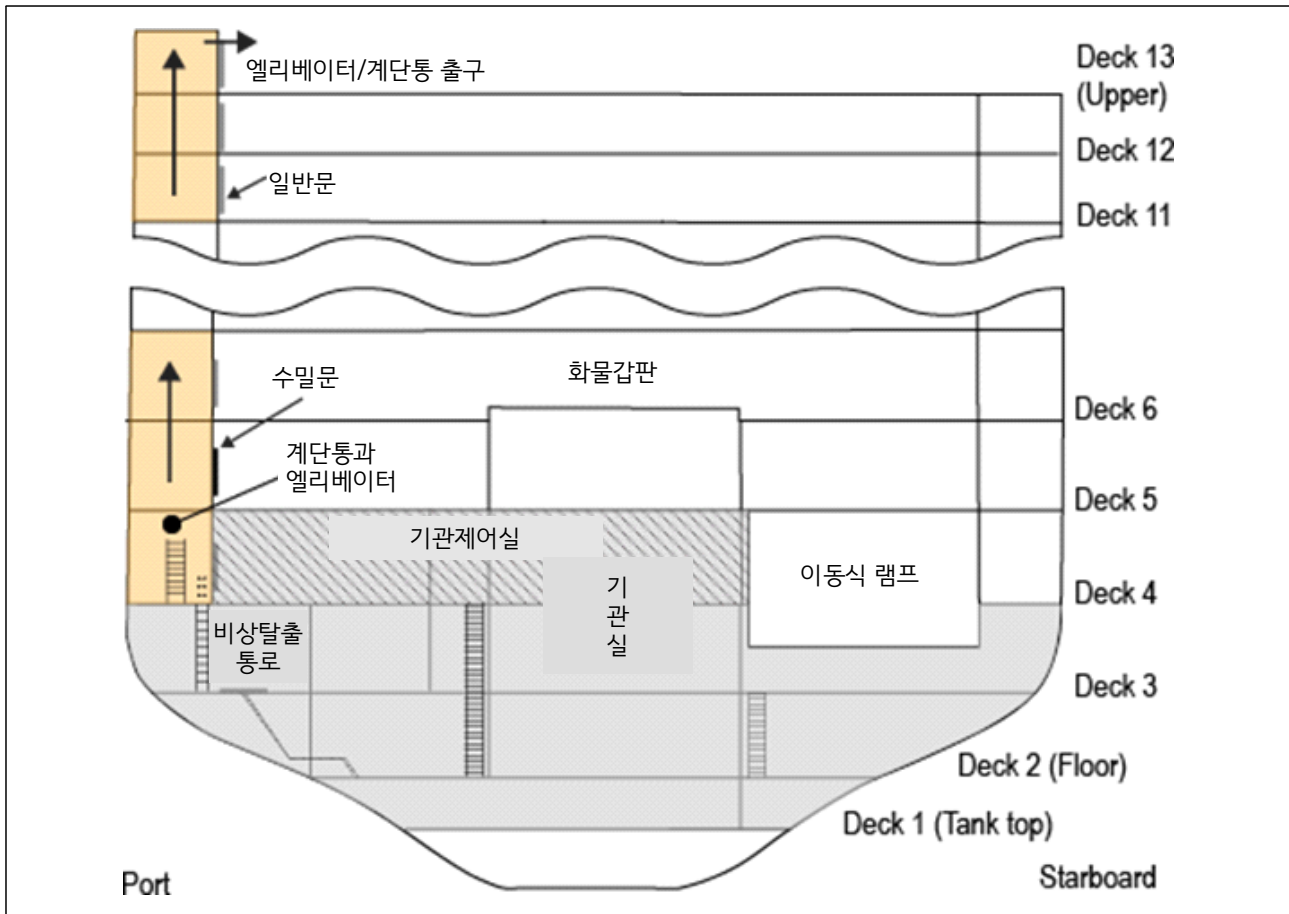 엘리베이터/계단통 출구
Deck 13
(Upper)
Deck 12
일반문
Deck 11
수밀문
화물갑판
Deck 6
계단통과
엘리베이터
Deck 5
기관제어실
이동식 램프
기
관
실
Deck 4
비상탈출
통로
Deck 3
Deck 2 (Floor)
Deck 1 (Tank top)
Port
Starboard